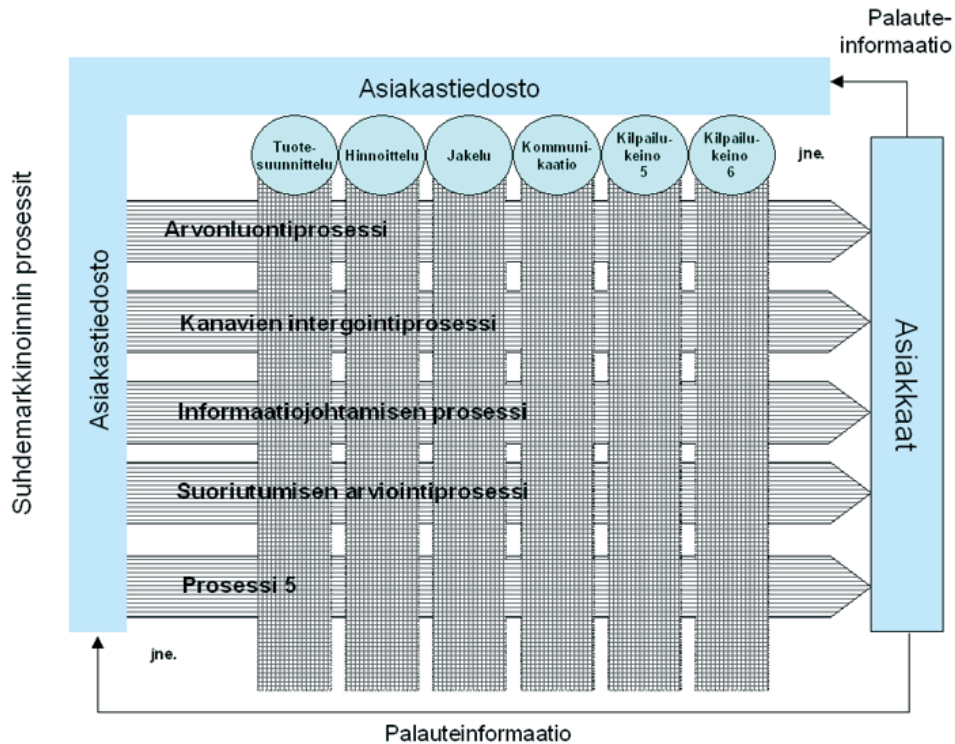 Palaute-
informaatio
Asiakastiedosto
Tuote-
suunnittelu
Hinnoittelu
Jakelu
Kommuni-
kaatio
Kilpailu-
keino
5
Kilpailu-
keino
6
jne.
Suhdemarkkinoinnin prosessit
Asiakastiedosto
Arvonluontiprosessi
Kanavien intergointiprosessi
Informaatiojohtamisen prosessi
Suoriutumisen arviointiprosessi
Prosessi 5
Asiakkaat
jne.
Palauteinformaatio